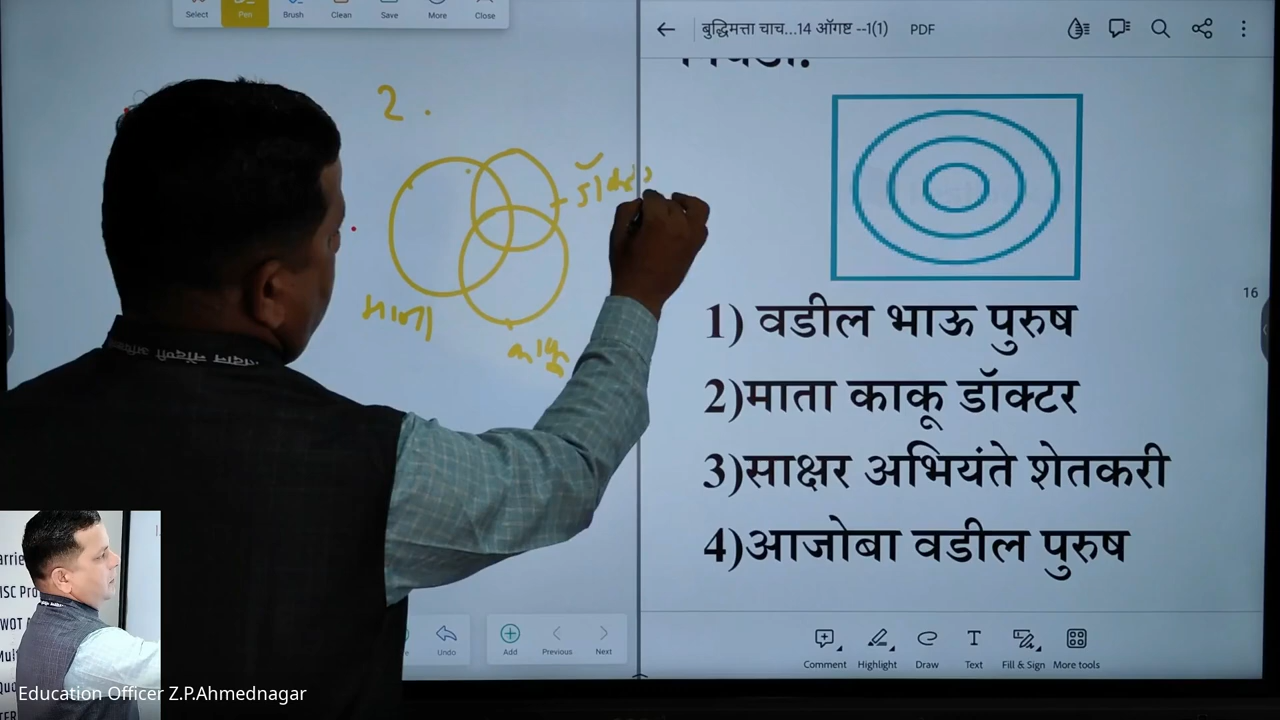 Select Pen Brush Clean Save More Close
बुद्धिमत्ता चाच...14 ऑगष्ट --1(1) PDF
2.
डॉक्टर
माता
काकू
16
1) वडील भाऊ पुरुष
2)माता काकू डॉक्टर
3)साक्षर अभियंते शेतकरी
4)आजोबा वडील पुरुष
Undo Add Previous Next
Comment Highlight Draw Text Fill & Sign More tools
Education Officer Z.P.Ahmednagar